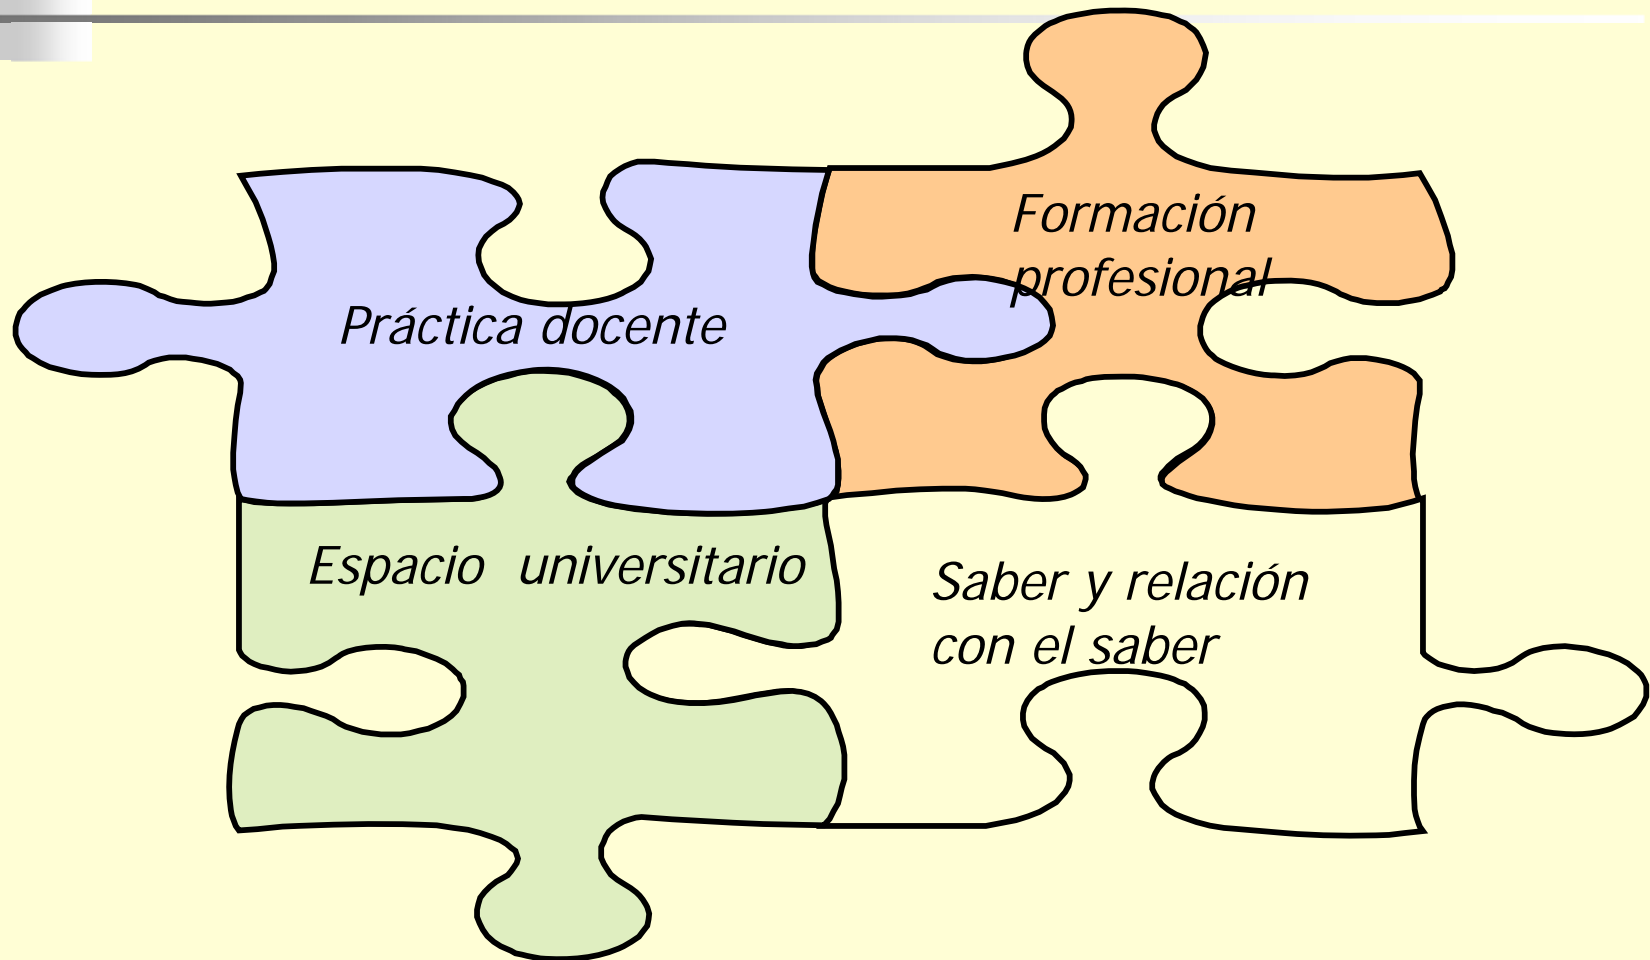 Formación
profesional
Práctica docente
Espacio universitario
Saber y relación
con el saber